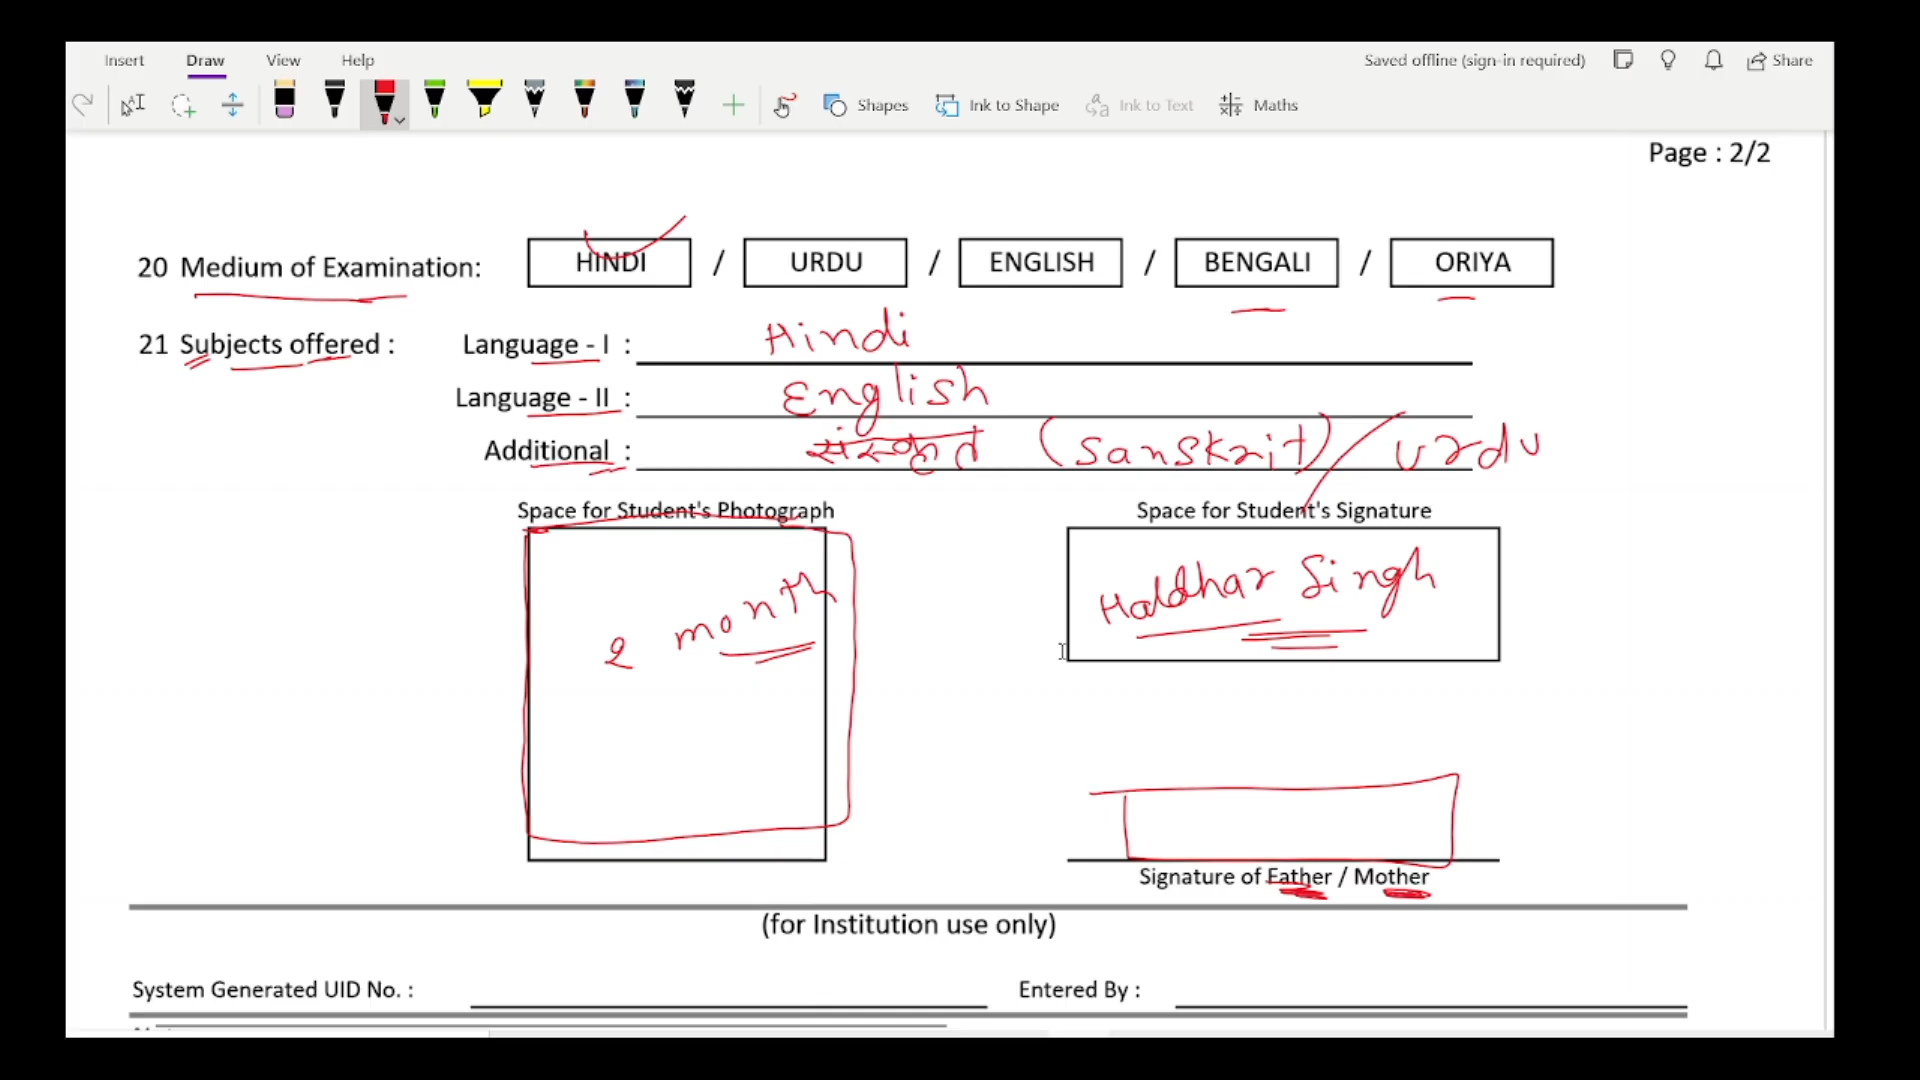 Insert Draw View Help Saved offline (sign-in required) Share
Shapes Ink to Shape Ink to Text Maths
Page : 2/2
20 Medium of Examination: HINDI / URDU / ENGLISH / BENGALI / ORIYA
21 Subjects offered : Language - I : Hindi
Language - II : English
Additional : संस्कृत (Sanskrit) / Urdu
Space for Student's Photograph Space for Student's Signature
2 month Haldhar Singh
Signature of Father / Mother
(for Institution use only)
System Generated UID No. : Entered By :